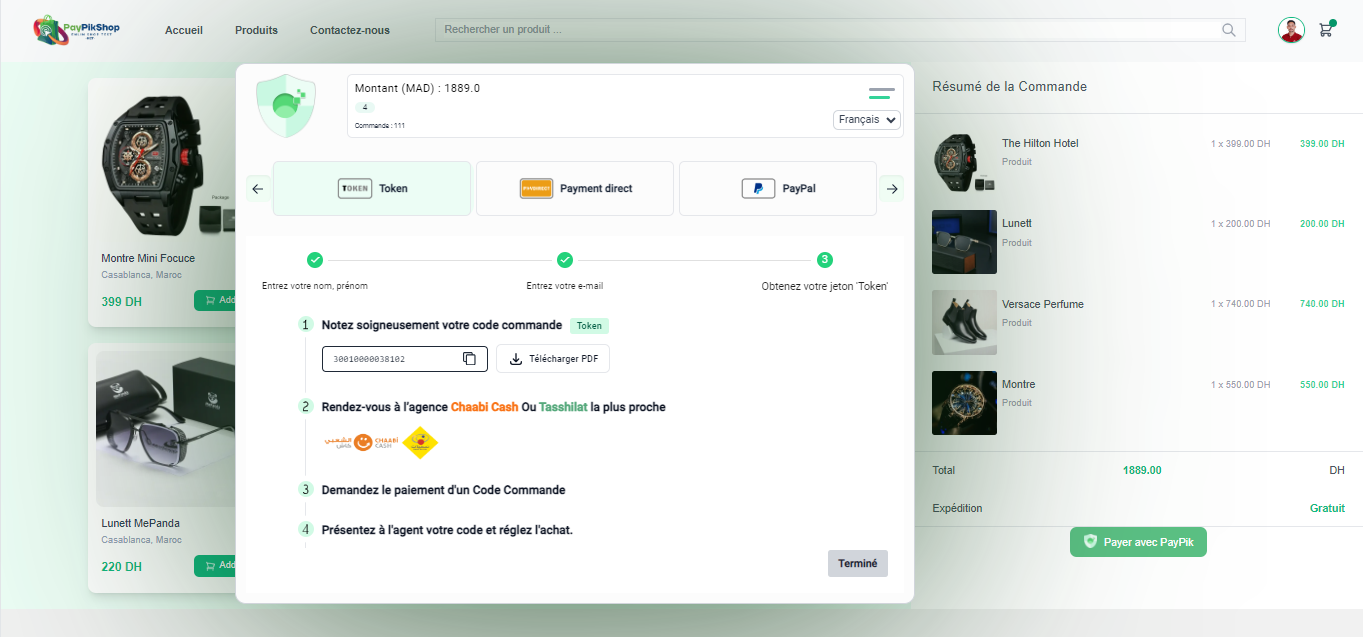 PayPikShop
Accueil
Produits
Contactez-nous
Rechercher un produit ...
Montre Mini Focuce
Casablanca, Maroc
399 DH
Add
Lunett MePanda
Casablanca, Maroc
220 DH
Add
Montant (MAD) : 1889.0
4
Commande : 111
Français
TOKEN Token
Payment direct
PayPal
3
Entrez votre nom, prénom
Entrez votre e-mail
Obtenez votre jeton 'Token'
1 Notez soigneusement votre code commande Token
30010000038102
Télécharger PDF
2 Rendez-vous à l'agence Chaabi Cash Ou Tasshilat la plus proche
الشعبي كاش
CHAABI CASH
3 Demandez le paiement d'un Code Commande
4 Présentez à l'agent votre code et réglez l'achat.
Terminé
Résumé de la Commande
The Hilton Hotel 1 x 399.00 DH 399.00 DH
Produit
Lunett 1 x 200.00 DH 200.00 DH
Produit
Versace Perfume 1 x 740.00 DH 740.00 DH
Produit
Montre 1 x 550.00 DH 550.00 DH
Produit
Total 1889.00 DH
Expédition Gratuit
Payer avec PayPik